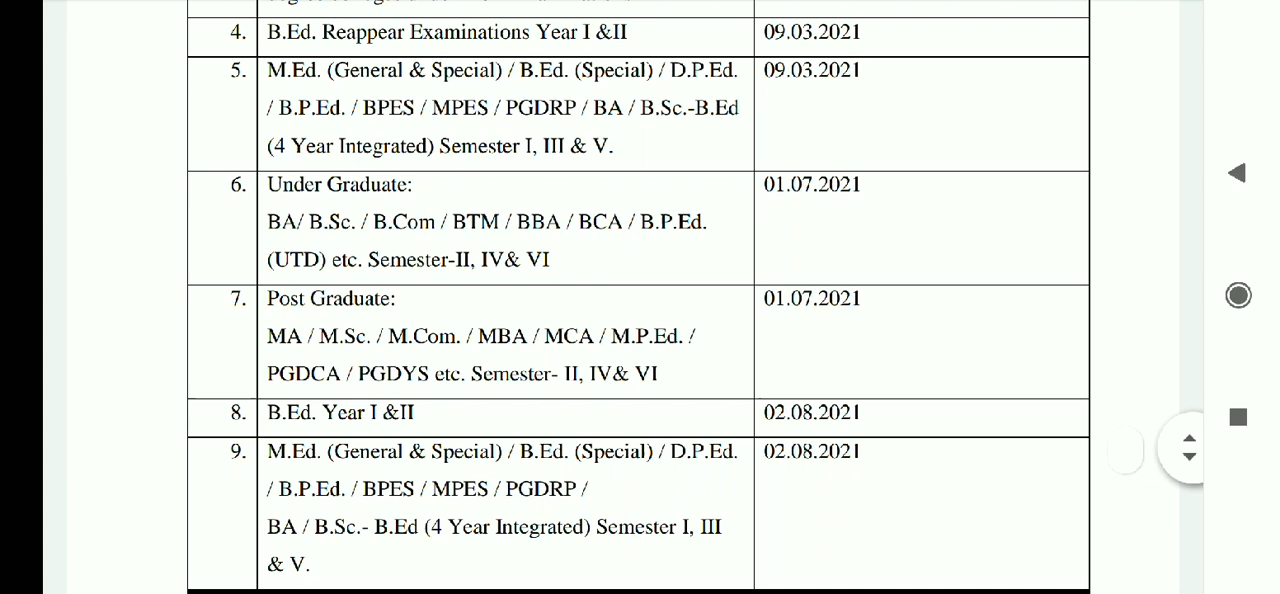 4. B.Ed. Reappear Examinations Year I &II 09.03.2021
5. M.Ed. (General & Special) / B.Ed. (Special) / D.P.Ed. 09.03.2021
/ B.P.Ed. / BPES / MPES / PGDRP / BA / B.Sc.-B.Ed
(4 Year Integrated) Semester I, III & V.
6. Under Graduate: 01.07.2021
BA/ B.Sc. / B.Com / BTM / BBA / BCA / B.P.Ed.
(UTD) etc. Semester-II, IV& VI
7. Post Graduate: 01.07.2021
MA / M.Sc. / M.Com. / MBA / MCA / M.P.Ed. /
PGDCA / PGDYS etc. Semester- II, IV& VI
8. B.Ed. Year I &II 02.08.2021
9. M.Ed. (General & Special) / B.Ed. (Special) / D.P.Ed. 02.08.2021
/ B.P.Ed. / BPES / MPES / PGDRP /
BA / B.Sc.- B.Ed (4 Year Integrated) Semester I, III
& V.